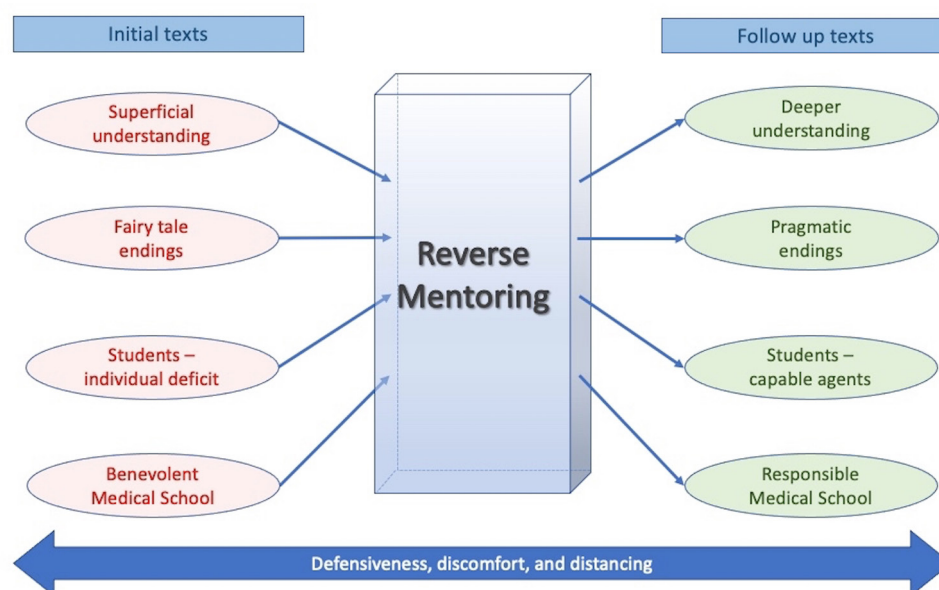 Initial texts
Follow up texts
Superficial
understanding
Fairy tale
endings
Students –
individual deficit
Benevolent
Medical School
Reverse
Mentoring
Deeper
understanding
Pragmatic
endings
Students –
capable agents
Responsible
Medical School
Defensiveness, discomfort, and distancing